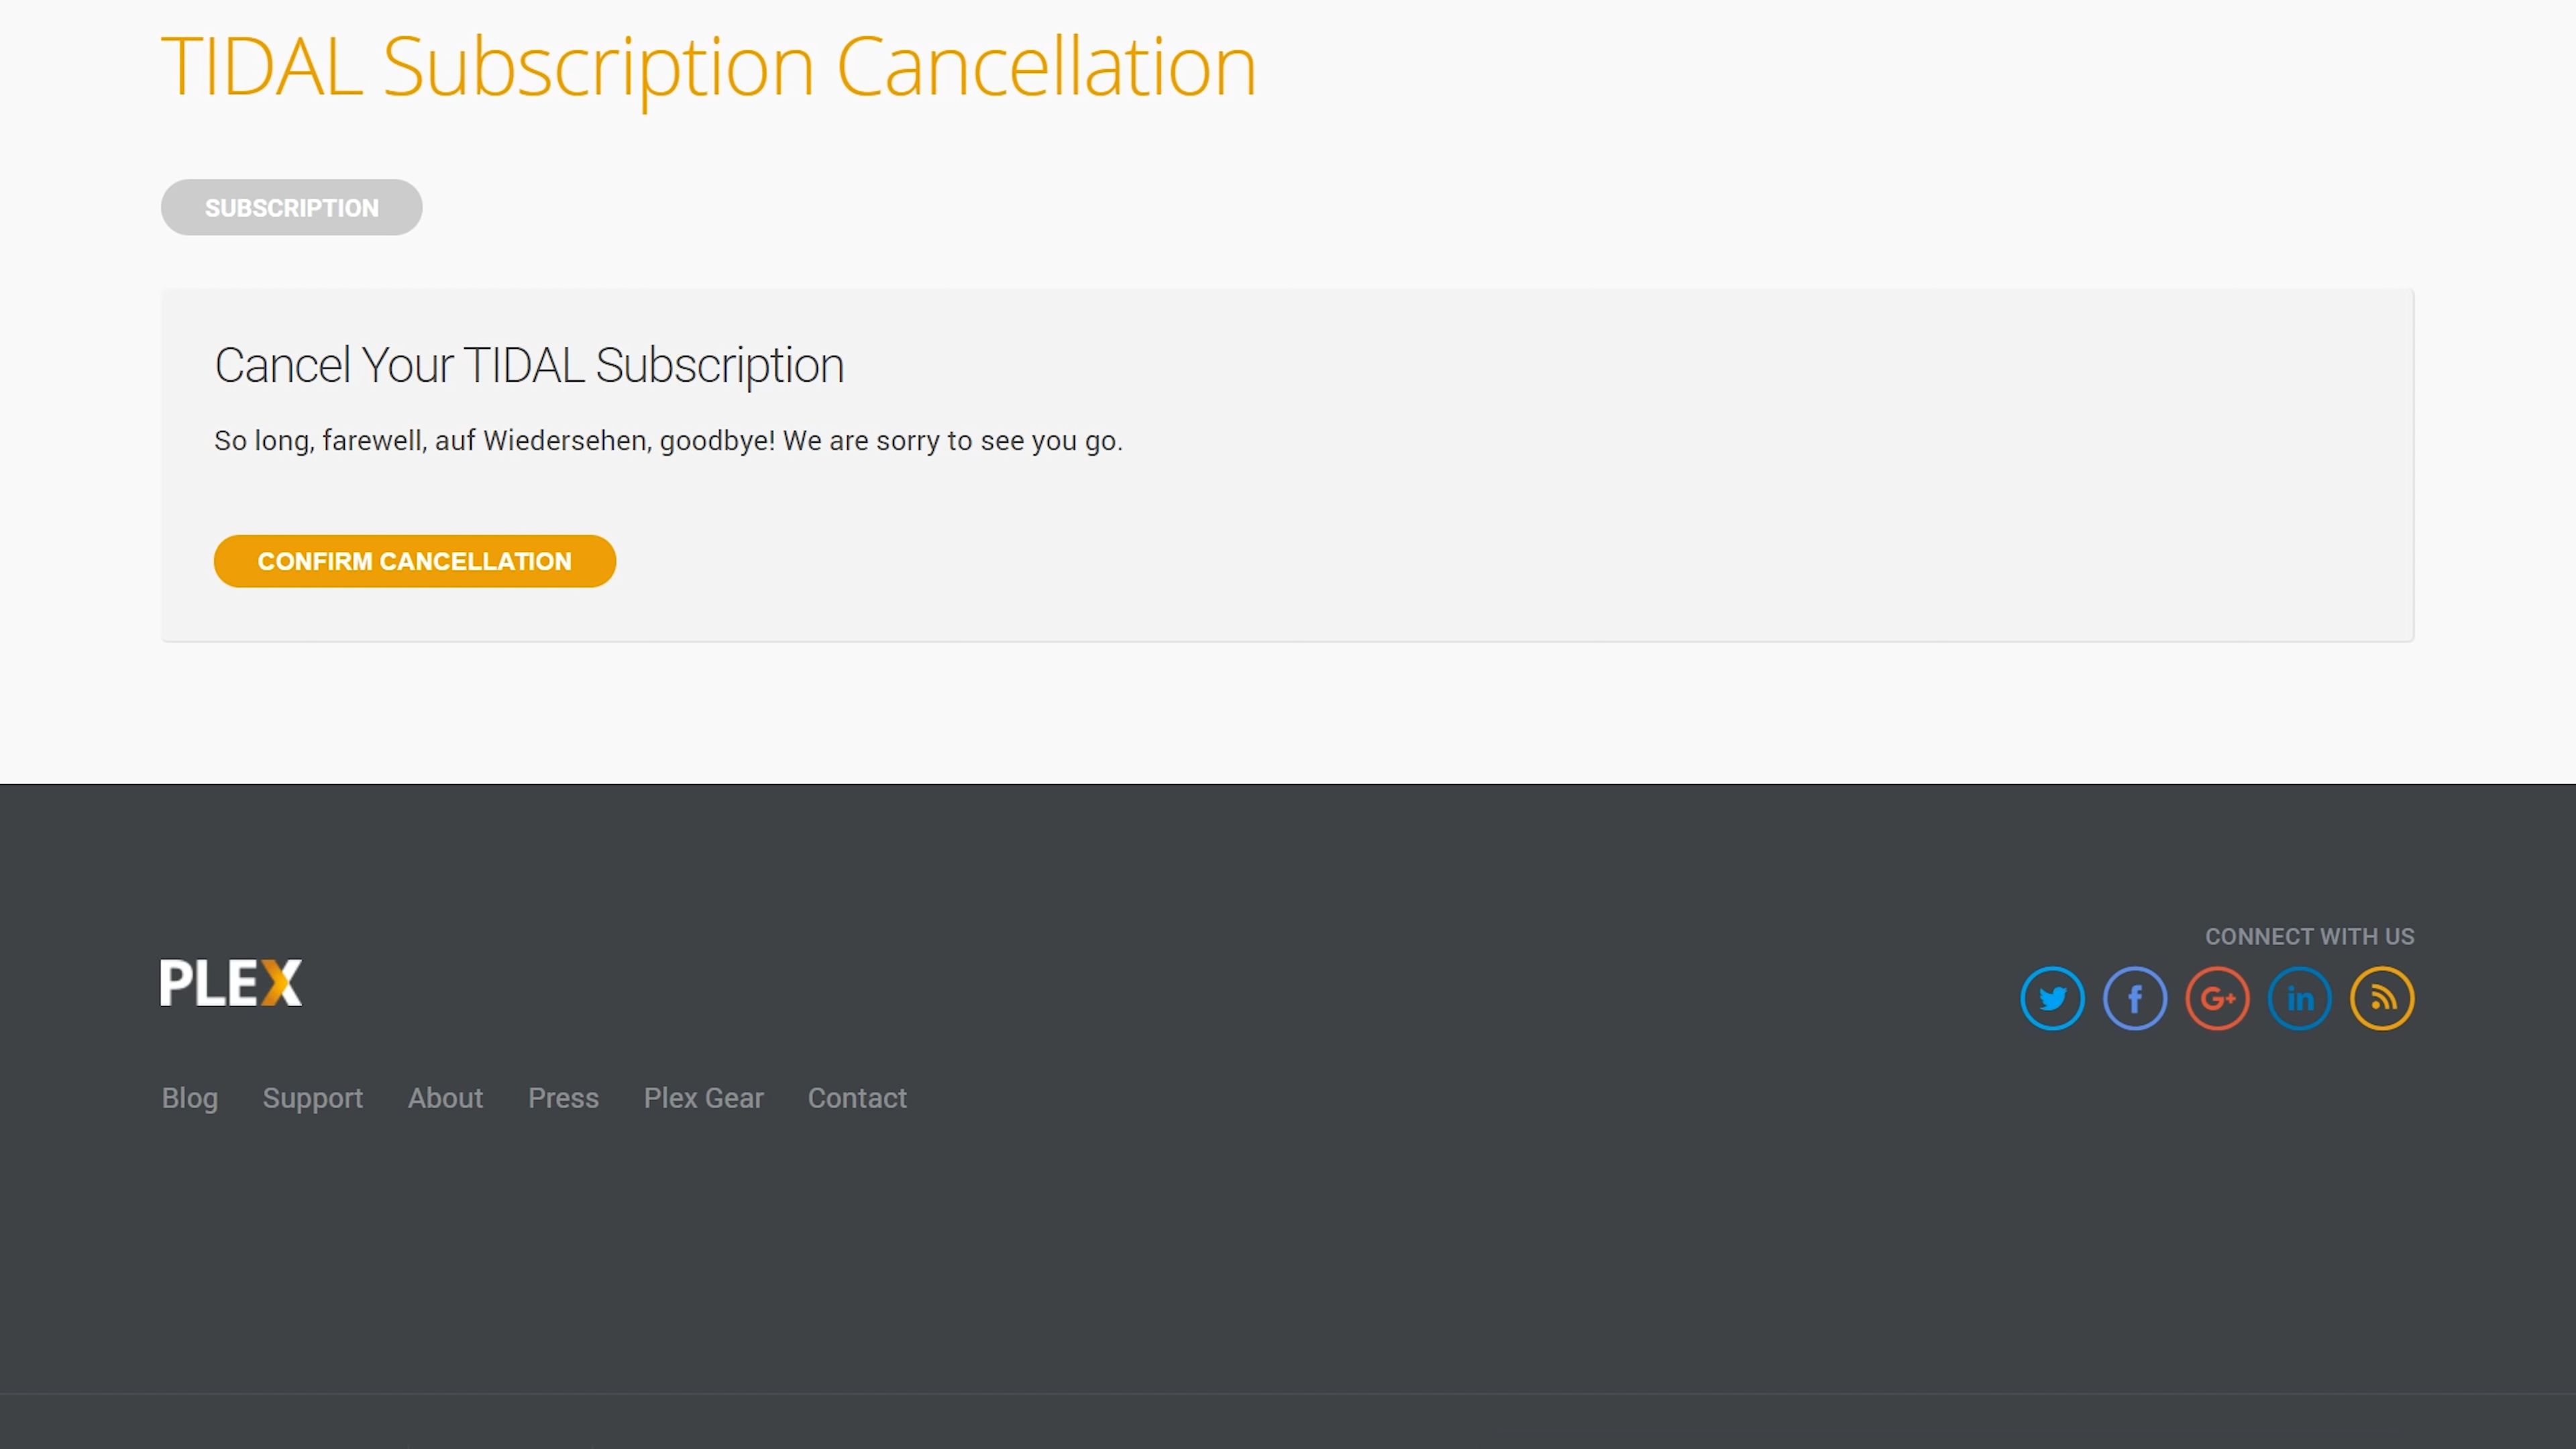 TIDAL Subscription Cancellation
SUBSCRIPTION
Cancel Your TIDAL Subscription
So long, farewell, auf Wiedersehen, goodbye! We are sorry to see you go.
CONFIRM CANCELLATION
CONNECT WITH US
PLEX
f G+ in
Blog Support About Press Plex Gear Contact